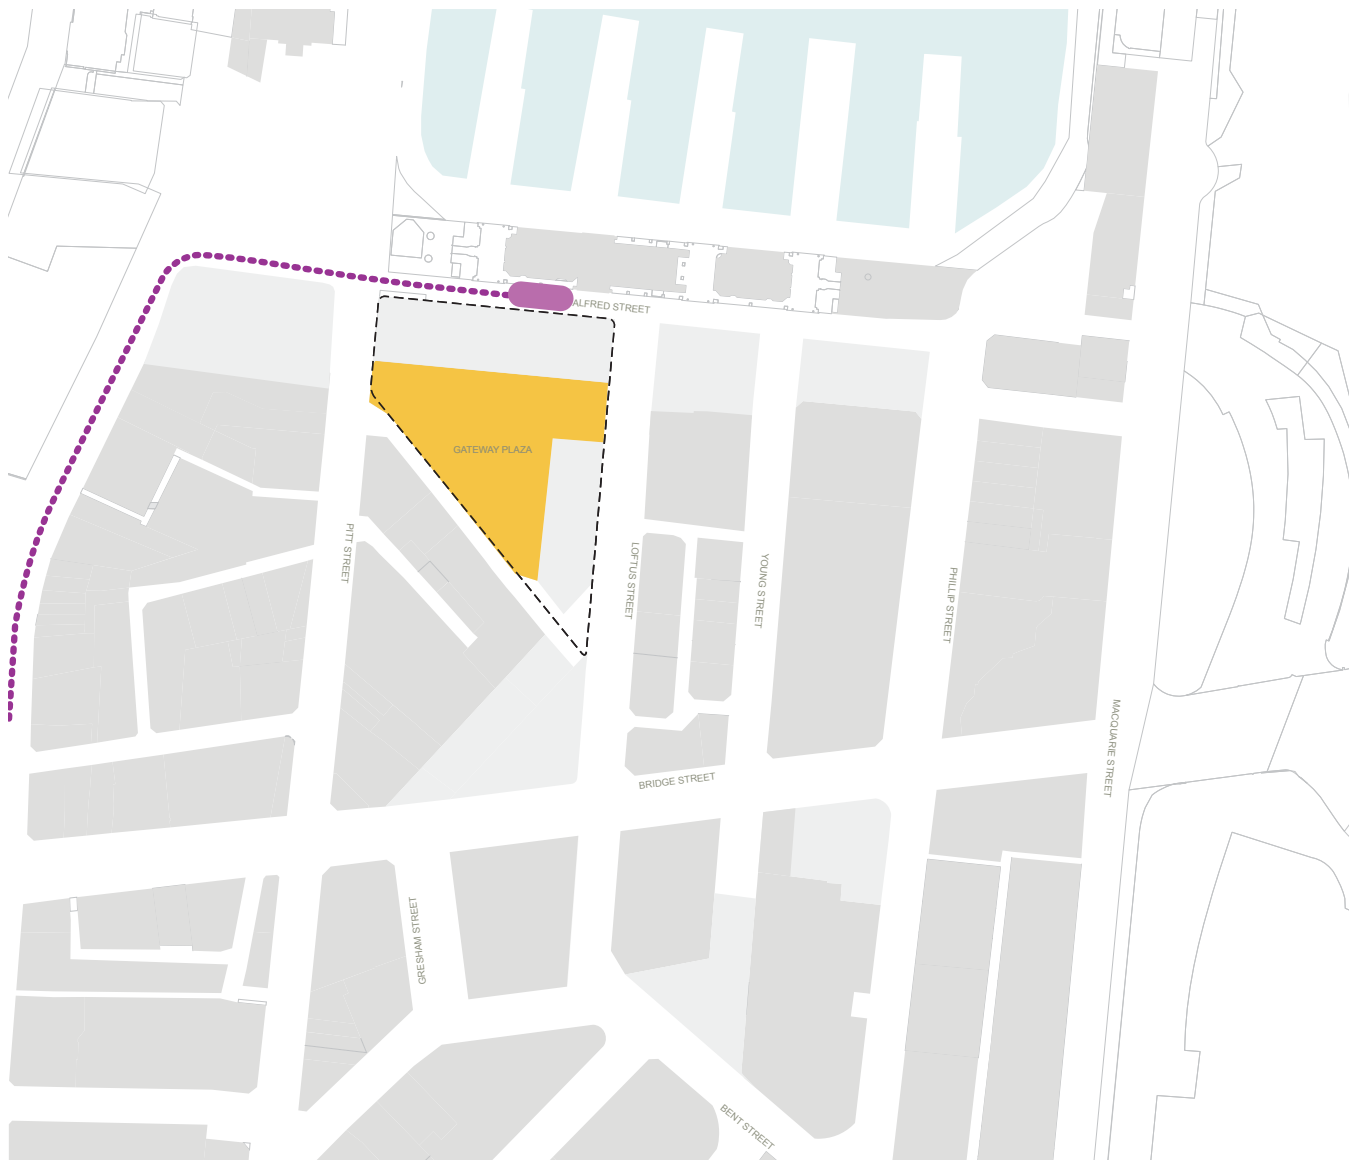 ALFRED STREET
GATEWAY PLAZA
PITT STREET
LOFTUS STREET
YOUNG STREET
PHILLIP STREET
MACQUARIE STREET
BRIDGE STREET
GRESHAM STREET
BENT STREET